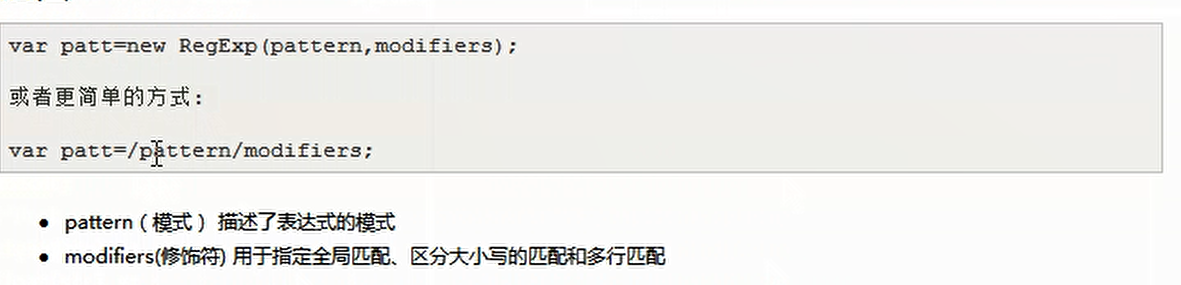 var patt=new RegExp(pattern,modifiers);
或者更简单的方式:
var patt=/pattern/modifiers;
pattern（模式） 描述了表达式的模式
modifiers(修饰符) 用于指定全局匹配、区分大小写的匹配和多行匹配